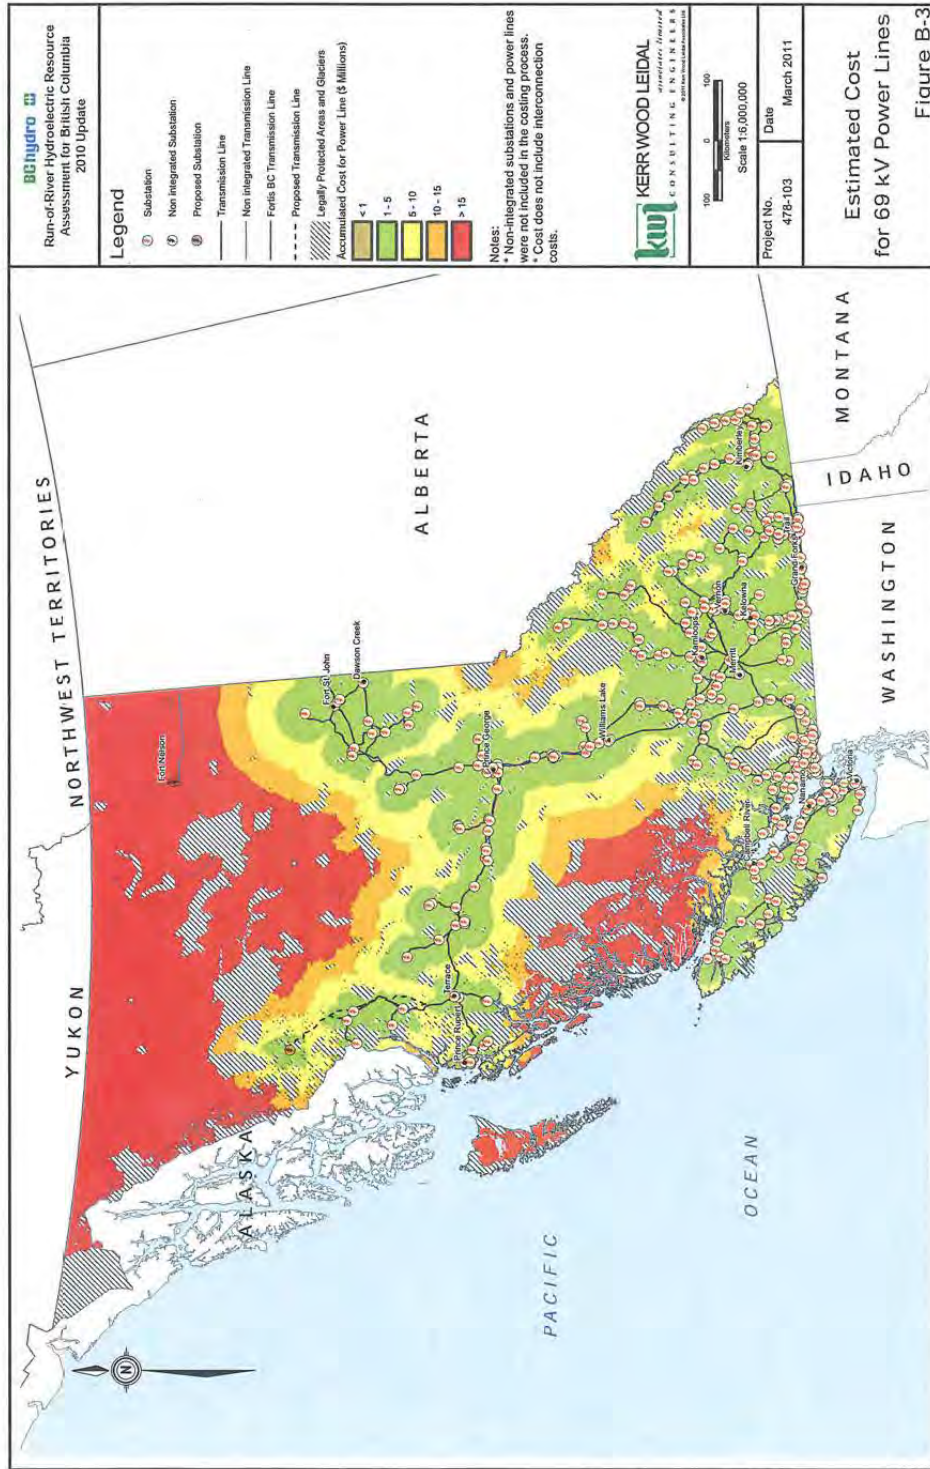 BChydro
Run-of-River Hydroelectric Resource
Assessment for British Columbia
2010 Update
Legend
Substation
Non integrated Substation
Proposed Substation
Transmission Line
Non integrated Transmission Line
Fortis BC Transmission Line
Proposed Transmission Line
Legally Protected Areas and Glaciers
Accumulated Cost for Power Line ($ Millions)
< 1
1 - 5
5 - 10
10 - 15
> 15
Notes:
* Non-integrated substations and power lines
were not included in the costing process.
* Cost does not include interconnection
costs.
kwl
KERR WOOD LEIDAL
associates limited
CONSULTING ENGINEERS
100 0 100
Kilometers
Scale 1:6,000,000
Project No.
478-103
Date
March 2011
Estimated Cost
for 69 kV Power Lines
Figure B-3
YUKON
NORTHWEST TERRITORIES
ALASKA
ALBERTA
Fort Nelson
Fort St. John
Dawson Creek
Prince George
Terrace
Prince Rupert
Williams Lake
Kamloops
Vernon
Kelowna
Merritt
Kimberley
Trail
Grand Forks
Campbell River
Nanaimo
Victoria
PACIFIC
OCEAN
WASHINGTON
IDAHO
MONTANA
N